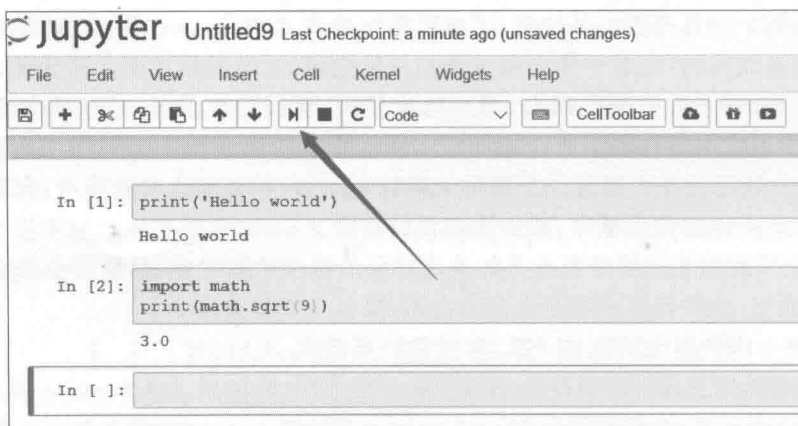 jupyter Untitled9 Last Checkpoint: a minute ago (unsaved changes)
File Edit View Insert Cell Kernel Widgets Help
Code CellToolbar
In [1]: print('Hello world')
Hello world
In [2]: import math
print(math.sqrt(9))
3.0
In [ ]: